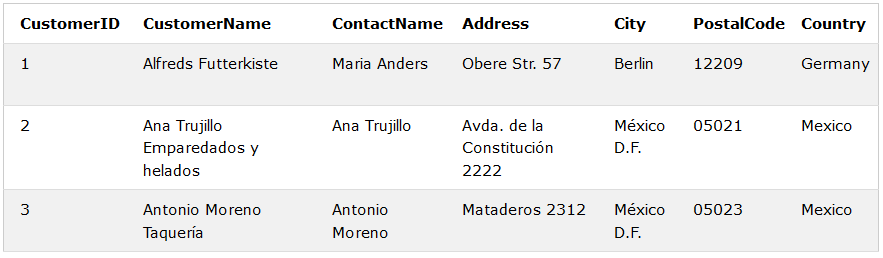 CustomerID CustomerName ContactName Address City PostalCode Country
1 Alfreds Futterkiste Maria Anders Obere Str. 57 Berlin 12209 Germany
2 Ana Trujillo Ana Trujillo Avda. de la México 05021 Mexico
Emparedados y Constitución D.F.
helados 2222
3 Antonio Moreno Antonio Mataderos 2312 México 05023 Mexico
Taquería Moreno D.F.